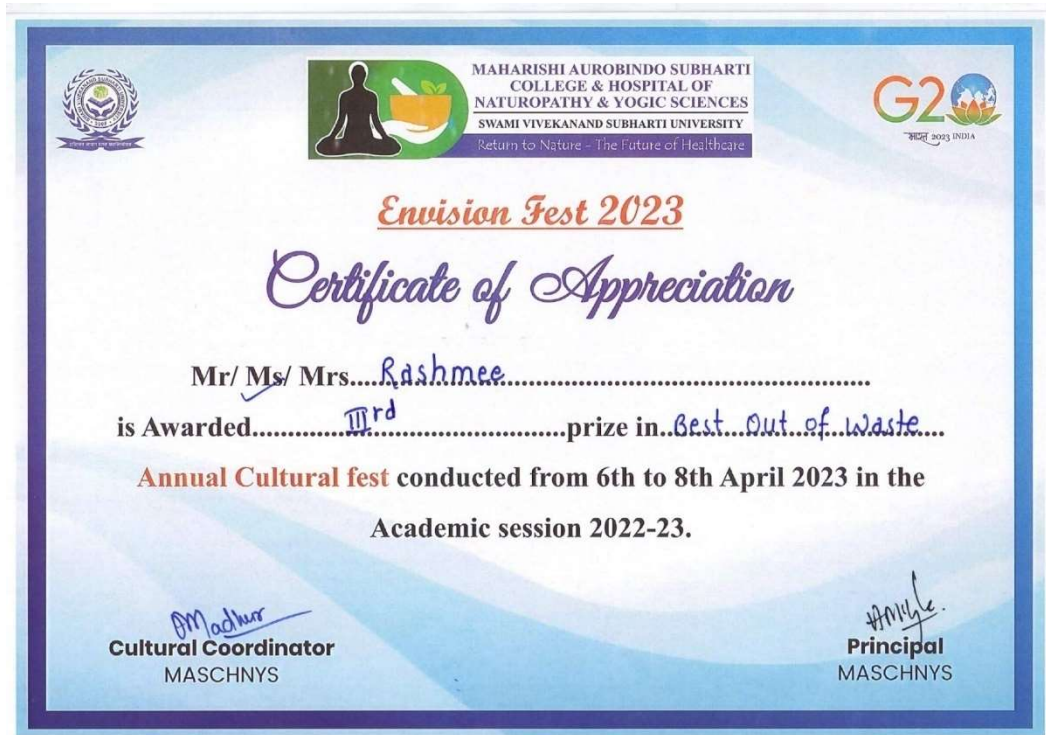 MAHARISHI AUROBINDO SUBHARTI
COLLEGE & HOSPITAL OF
NATUROPATHY & YOGIC SCIENCES
SWAMI VIVEKANAND SUBHARTI UNIVERSITY
Return to Nature - The Future of Healthcare
G20
भारत 2023 INDIA
Envision Fest 2023
Certificate of Appreciation
Mr/ Ms/ Mrs....Rashmee
is Awarded.............IIIrd.............prize in..Best Out of Waste
Annual Cultural fest conducted from 6th to 8th April 2023 in the
Academic session 2022-23.
Madhur
Cultural Coordinator
MASCHNYS
Principal
MASCHNYS